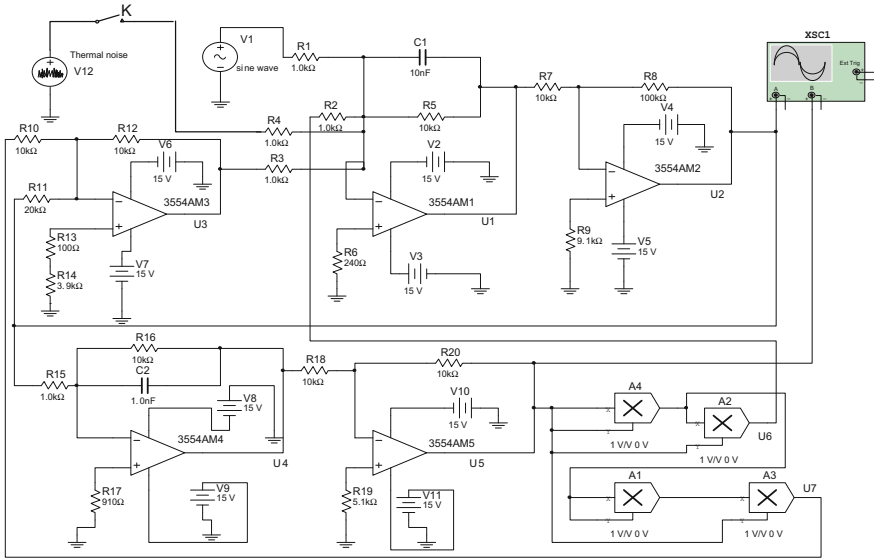 K
XSC1
Thermal noise
V12
V1
sine wave
R1
1.0kΩ
C1
10nF
Ext Trig
+
−
A
B
+ − + −
R2
1.0kΩ
R5
10kΩ
R7
10kΩ
R8
100kΩ
R4
1.0kΩ
R10
10kΩ
R12
10kΩ
V6
15 V
R3
1.0kΩ
V2
15 V
V4
15 V
R11
20kΩ
3554AM3
U3
3554AM1
U1
3554AM2
U2
R13
100Ω
R14
3.9kΩ
V7
15 V
R6
240Ω
V3
15 V
R9
9.1kΩ
V5
15 V
R16
10kΩ
C2
1.0nF
R15
1.0kΩ
R18
10kΩ
R20
10kΩ
V8
15 V
V10
15 V
A4
X
Y
1 V/V 0 V
A2
X
Y
U6
1 V/V 0 V
3554AM4
U4
3554AM5
U5
R17
910Ω
V9
15 V
R19
5.1kΩ
V11
15 V
A1
X
Y
1 V/V 0 V
A3
X
Y
U7
1 V/V 0 V